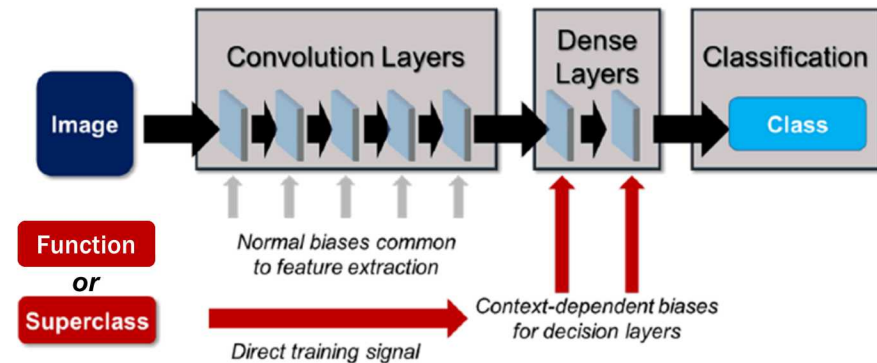 Convolution Layers
Dense
Layers
Classification
Image
Class
Normal biases common
to feature extraction
Function
or
Superclass
Direct training signal
Context-dependent biases
for decision layers